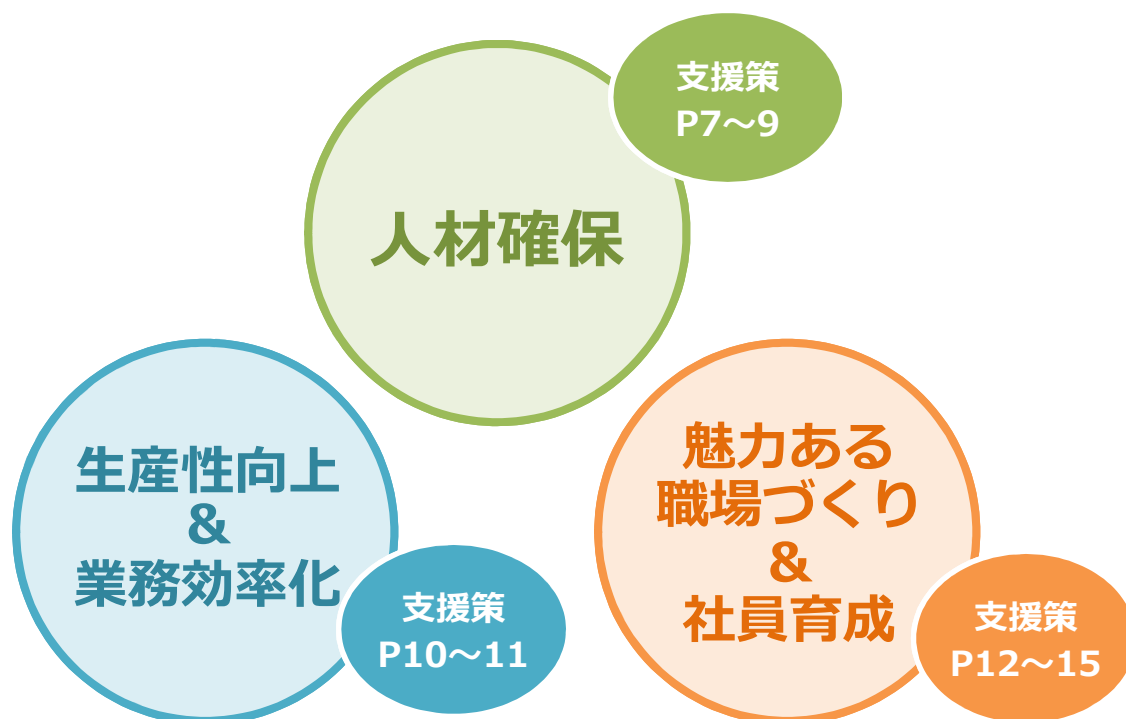 支援策
P7～9
人材確保
生産性向上
&
業務効率化
支援策
P10～11
魅力ある
職場づくり
&
社員育成
支援策
P12～15